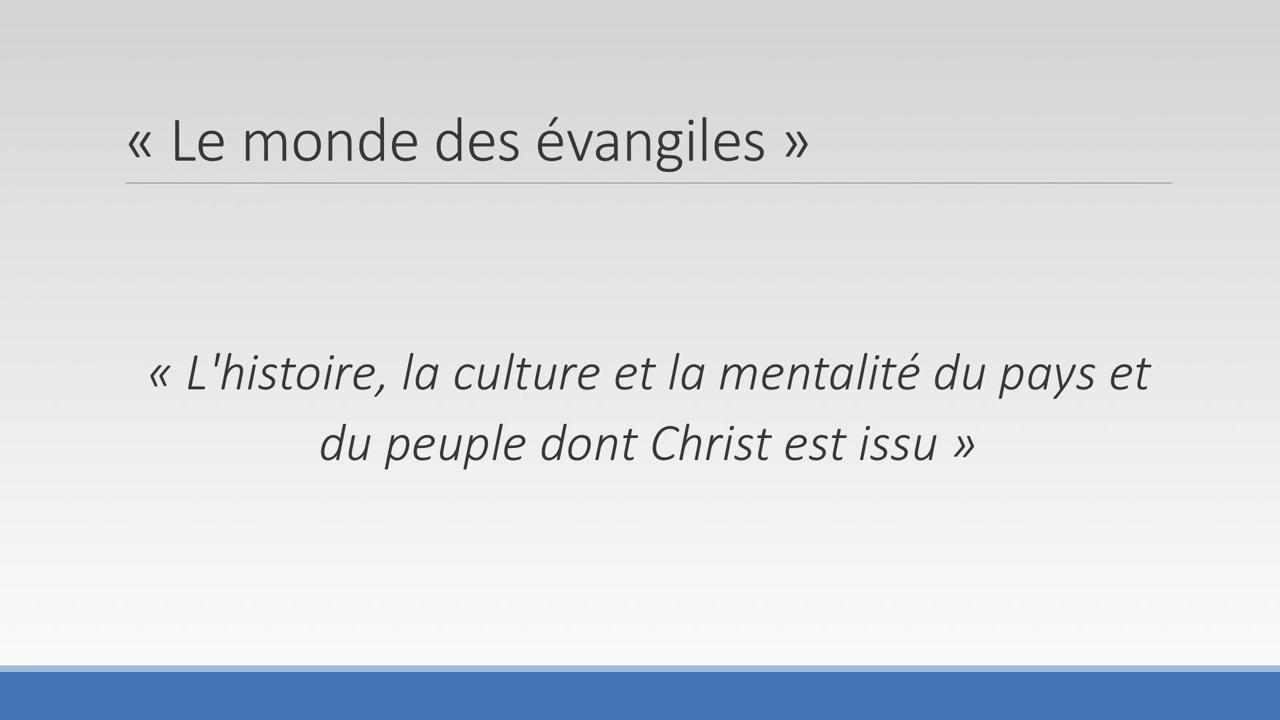 « Le monde des évangiles »
« L'histoire, la culture et la mentalité du pays et
du peuple dont Christ est issu »